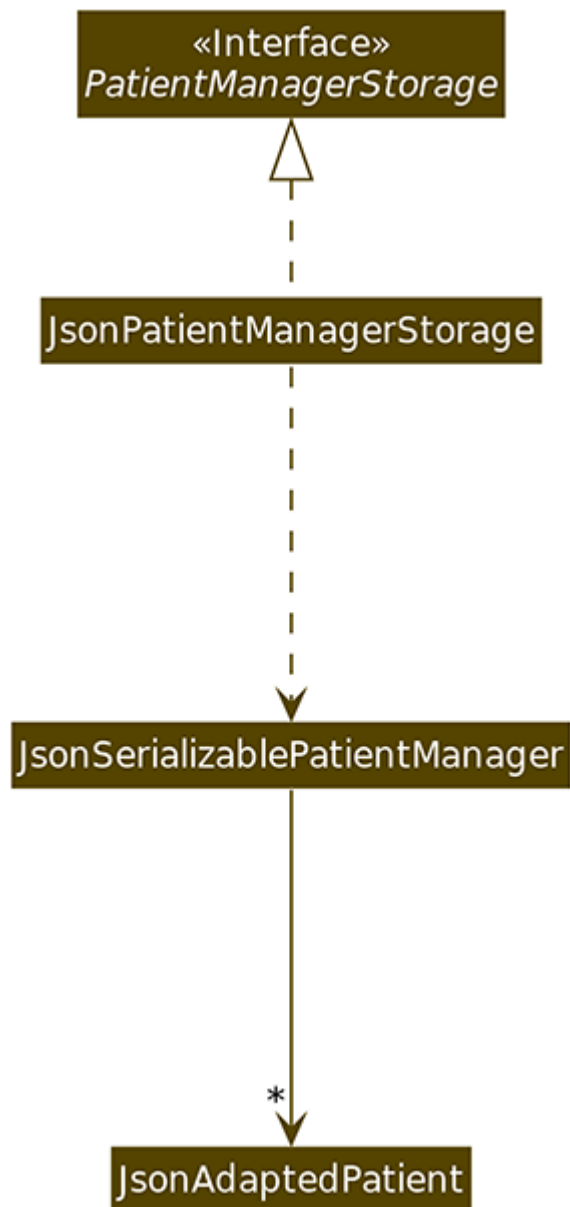 «Interface»
PatientManagerStorage
JsonPatientManagerStorage
JsonSerializablePatientManager
*
JsonAdaptedPatient